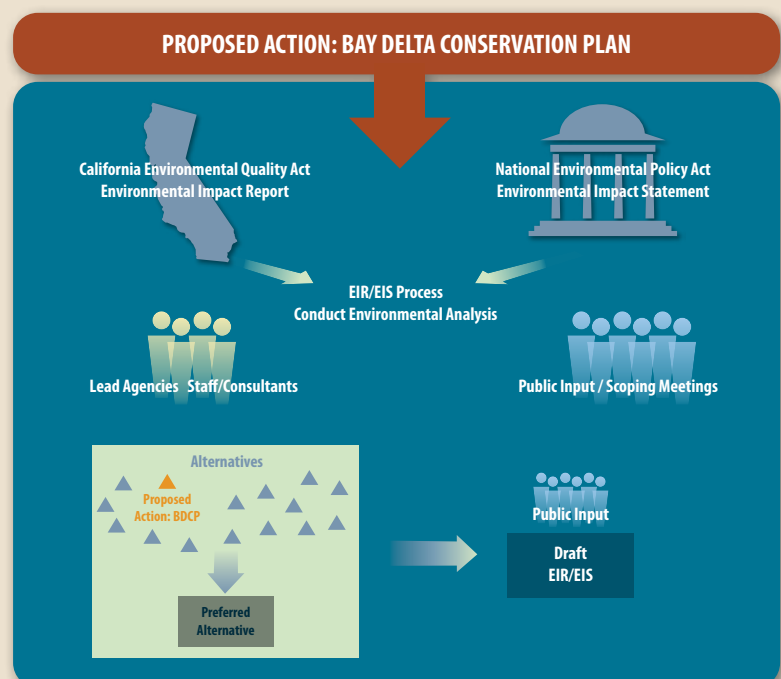 PROPOSED ACTION: BAY DELTA CONSERVATION PLAN
California Environmental Quality Act
Environmental Impact Report
National Environmental Policy Act
Environmental Impact Statement
EIR/EIS Process
Conduct Environmental Analysis
Lead Agencies Staff/Consultants
Public Input / Scoping Meetings
Alternatives
Proposed
Action: BDCP
Preferred
Alternative
Public Input
Draft
EIR/EIS